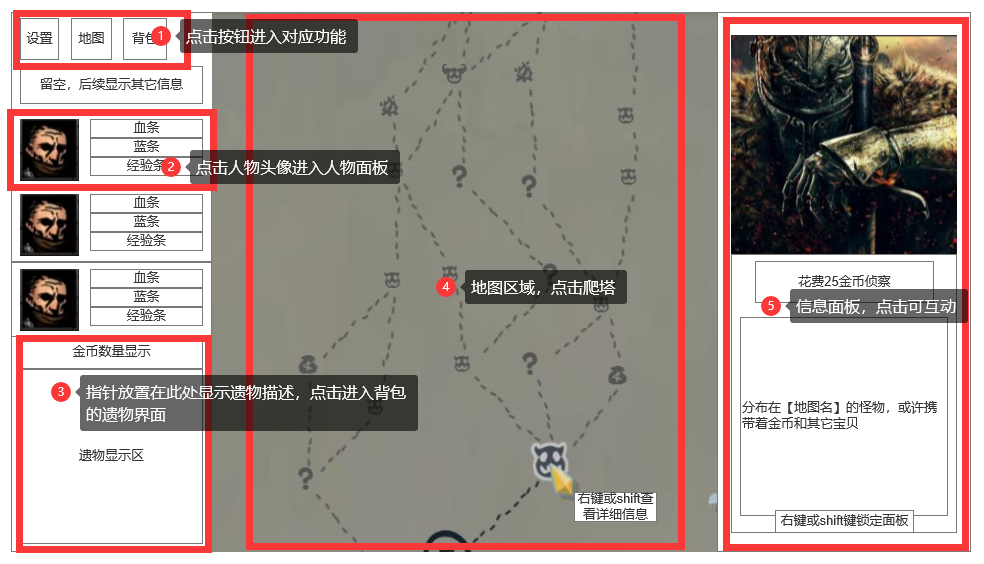 设置
地图
背包
1
点击按钮进入对应功能
留空，后续显示其它信息
血条
蓝条
经验条
2
点击人物头像进入人物面板
血条
蓝条
经验条
血条
蓝条
经验条
金币数量显示
3
指针放置在此处显示遗物描述，点击进入背包
的遗物界面
遗物显示区
?
?
?
?
?
4
地图区域，点击爬塔
右键或shift查
看详细信息
花费25金币侦察
5
信息面板，点击可互动
分布在【地图名】的怪物，或许携
带着金币和其它宝贝
右键或shift键锁定面板